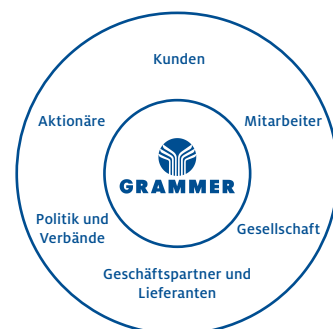 Kunden
Aktionäre
Mitarbeiter
GRAMMER
Politik und
Verbände
Gesellschaft
Geschäftspartner und
Lieferanten